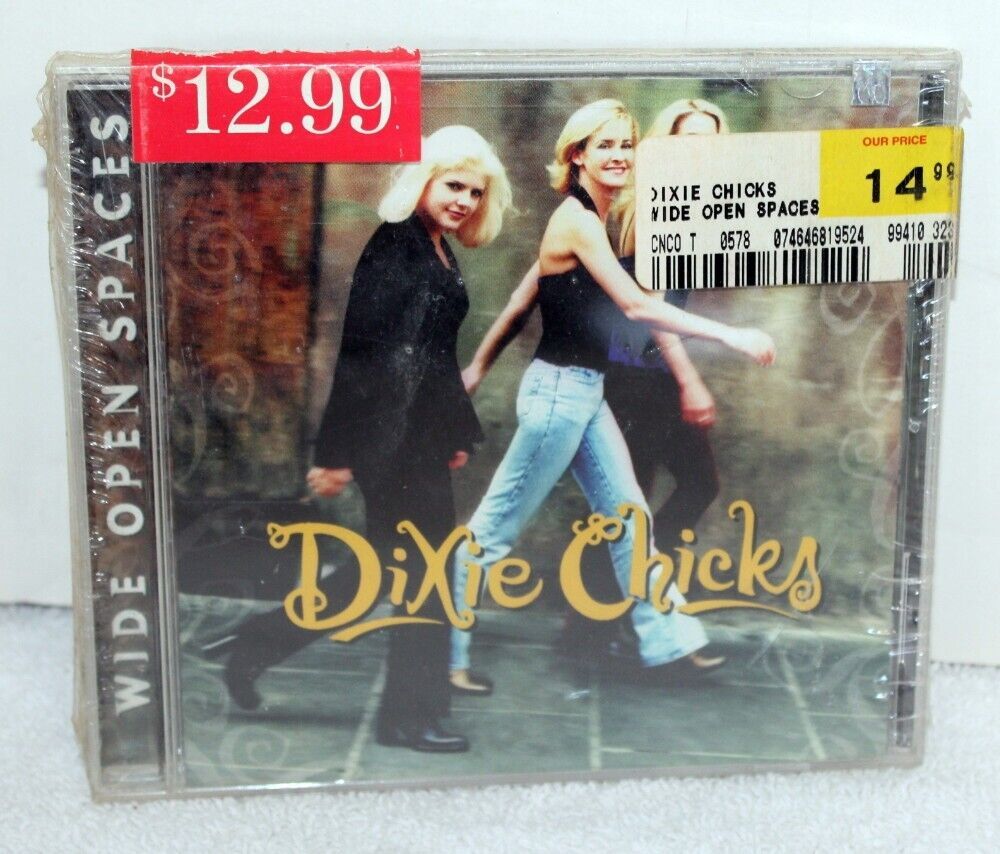 $12.99
WIDE OPEN SPACES
OUR PRICE
14 99
DIXIE CHICKS
WIDE OPEN SPACES
CNCO T 0578 074646819524 99410 323
Dixie Chicks